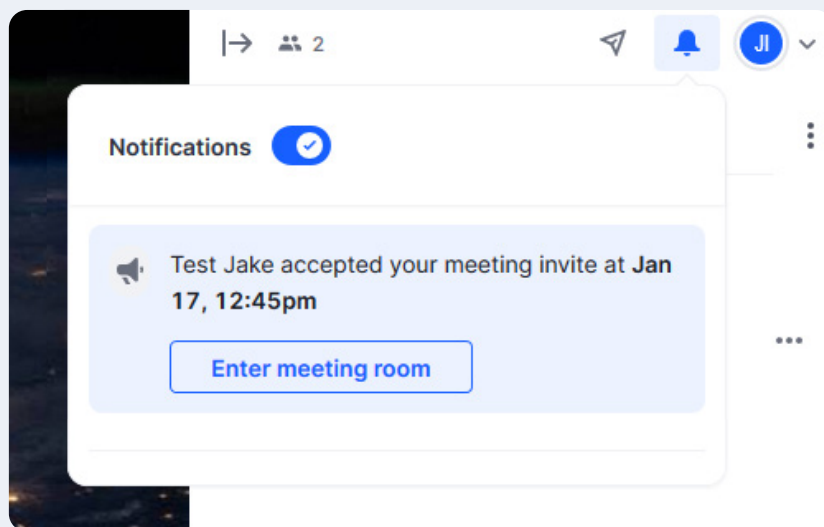 2
JI
Notifications
Test Jake accepted your meeting invite at Jan
17, 12:45pm
Enter meeting room